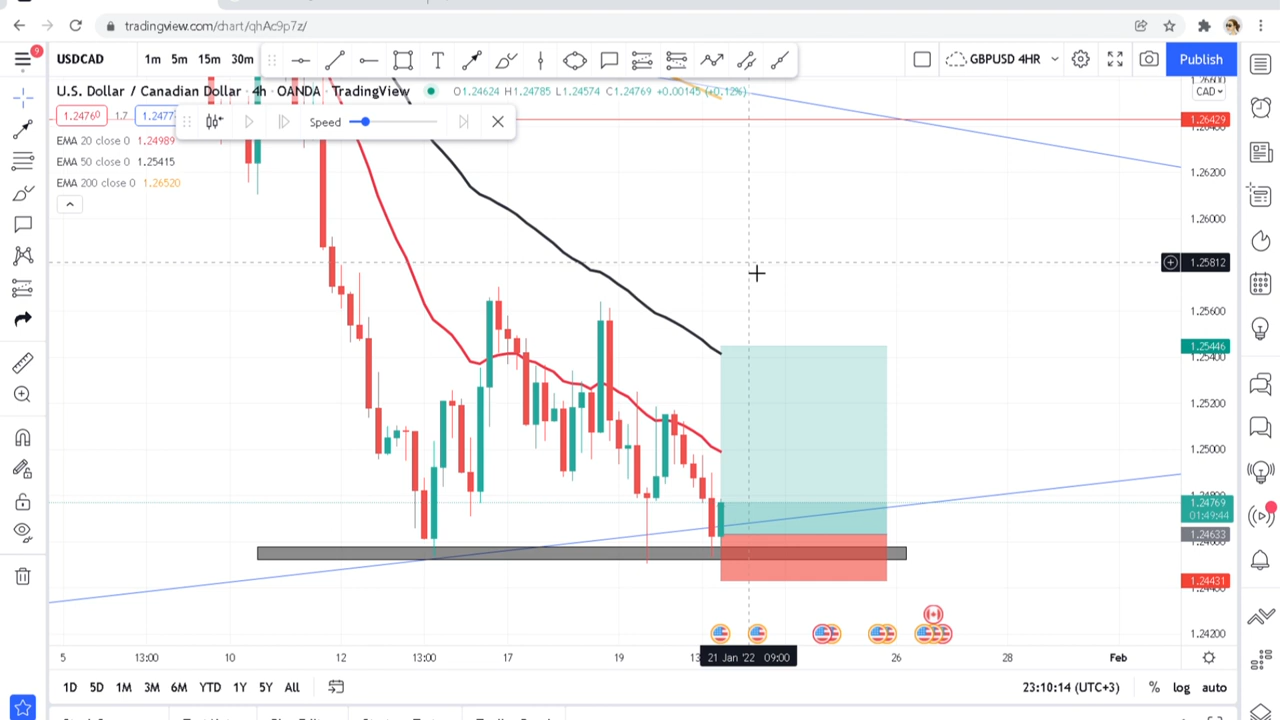 tradingview.com/chart/qhAc9p7z/
9
USDCAD 1m 5m 15m 30m T GBPUSD 4HR Publish
U.S. Dollar / Canadian Dollar · 4h · OANDA · TradingView O1.24624 H1.24785 L1.24574 C1.24769 +0.00145 (+0.12%)
CAD
1.24760 1.7 Speed
EMA 20 close 0 1.24989
EMA 50 close 0 1.25415
EMA 200 close 0 1.26520
1.26429
1.26200
1.26000
1.25812
1.25600
1.25446
1.25400
1.25200
1.25000
1.24769
01:49:44
1.24633
1.24431
1.24200
5 13:00 10 12 13:00 17 19 21 Jan '22 09:00 26 28 Feb
1D 5D 1M 3M 6M YTD 1Y 5Y All 23:10:14 (UTC+3) % log auto